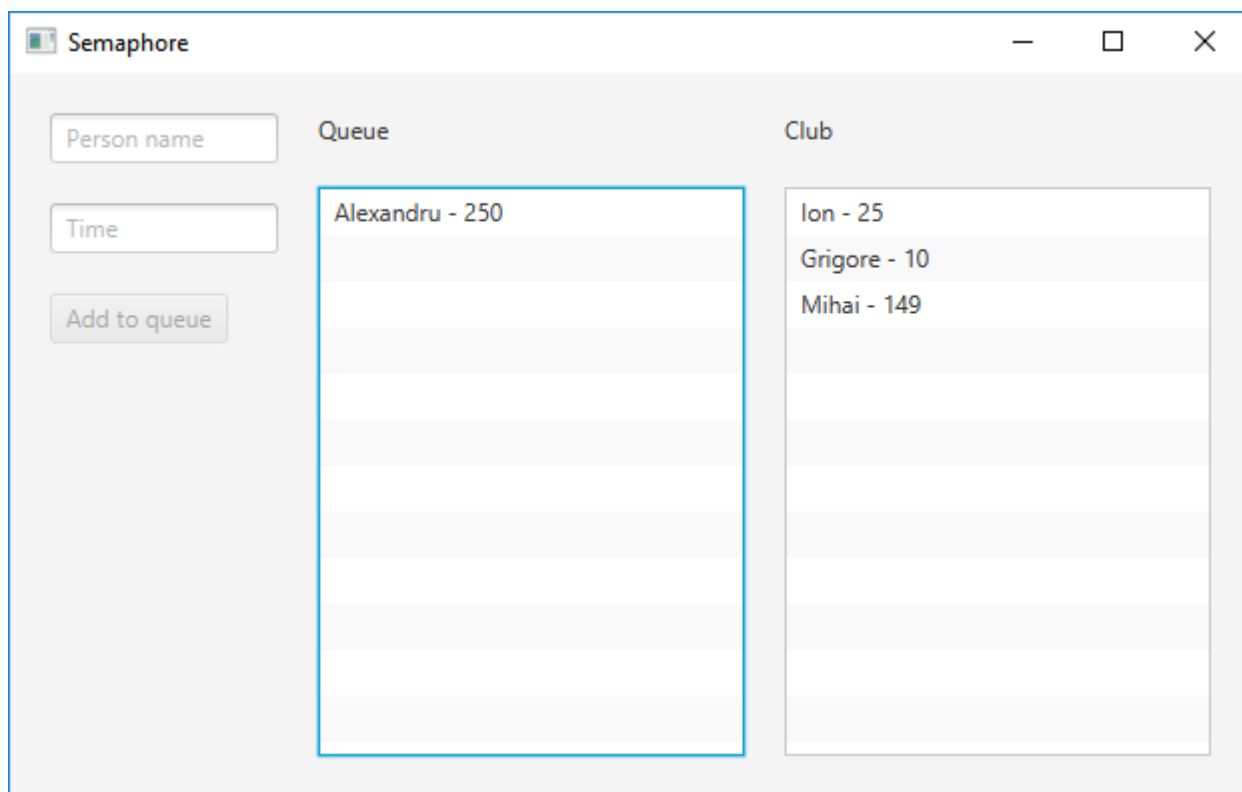 Semaphore
Person name
Time
Add to queue
Queue
Alexandru - 250
Club
Ion - 25
Grigore - 10
Mihai - 149